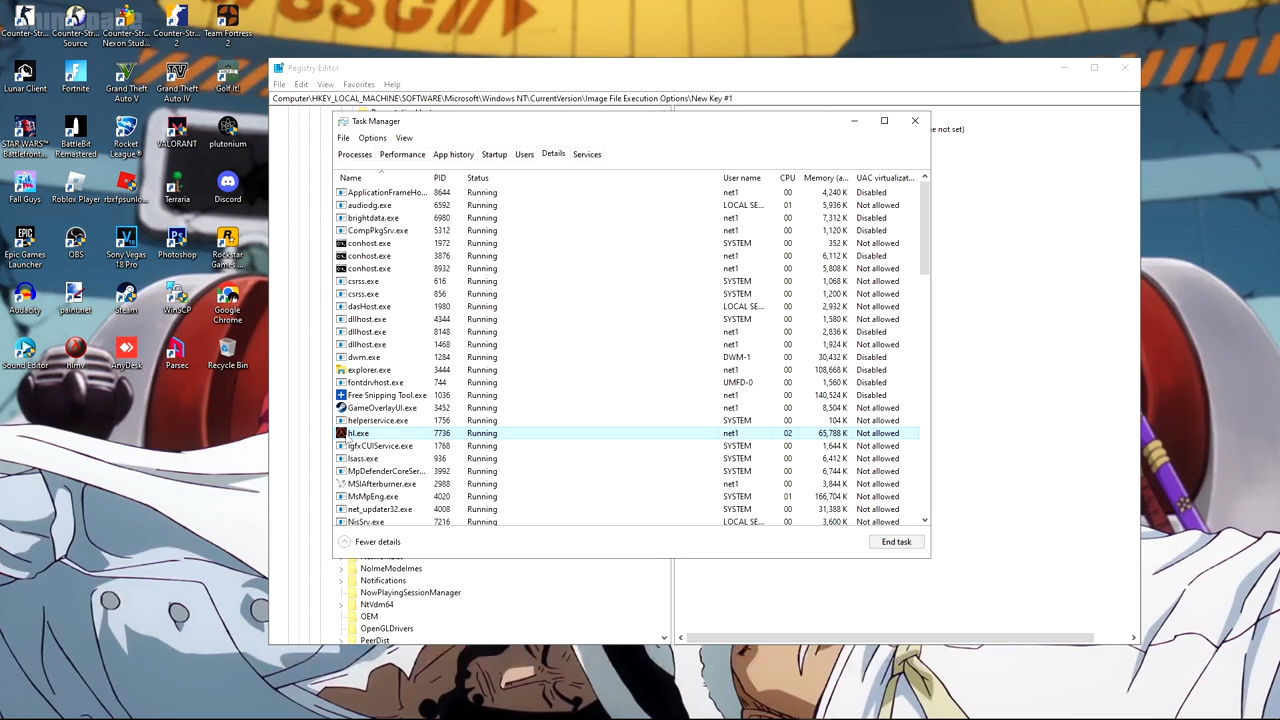 Counter-Str...
Counter-Strike Source
Counter-Str... Nexon Stud...
Counter-Str... 2
Team Fortress 2
Lunar Client
Fortnite
Grand Theft Auto V
Grand Theft Auto IV
Golf It!
STAR WARS™ Battlefront...
BattleBit Remastered
Rocket League®
VALORANT
plutonium
Fall Guys
Roblox Player
rbxfpsunloc...
Terraria
Discord
Epic Games Launcher
OBS
Sony Vegas 18 Pro
Photoshop
Rockstar Games ...
Audacity
paint.net
Steam
WinSCP
Google Chrome
Sound Editor
hlmv
AnyDesk
Parsec
Recycle Bin
Registry Editor
File Edit View Favorites Help
Computer\HKEY_LOCAL_MACHINE\SOFTWARE\Microsoft\Windows NT\CurrentVersion\Image File Execution Options\New Key #1
e not set)
Task Manager
File Options View
Processes Performance App history Startup Users Details Services
Name PID Status User name CPU Memory (a... UAC virtualizat...
ApplicationFrameHo... 8644 Running net1 00 4,240 K Disabled
audiodg.exe 6592 Running LOCAL SE... 01 5,936 K Not allowed
brightdata.exe 6980 Running net1 00 7,312 K Disabled
CompPkgSrv.exe 5312 Running net1 00 1,120 K Disabled
conhost.exe 1972 Running SYSTEM 00 352 K Not allowed
conhost.exe 3876 Running net1 00 6,112 K Disabled
conhost.exe 8932 Running net1 00 5,808 K Not allowed
csrss.exe 616 Running SYSTEM 00 1,068 K Not allowed
csrss.exe 856 Running SYSTEM 00 1,200 K Not allowed
dasHost.exe 1980 Running LOCAL SE... 00 2,932 K Not allowed
dllhost.exe 4344 Running SYSTEM 00 1,580 K Not allowed
dllhost.exe 8148 Running net1 00 2,836 K Disabled
dllhost.exe 1468 Running net1 00 1,924 K Not allowed
dwm.exe 1284 Running DWM-1 00 30,432 K Disabled
explorer.exe 3444 Running net1 00 108,668 K Disabled
fontdrvhost.exe 744 Running UMFD-0 00 1,560 K Disabled
Free Snipping Tool.exe 1036 Running net1 00 140,524 K Disabled
GameOverlayUI.exe 3452 Running net1 00 8,504 K Not allowed
helperservice.exe 1756 Running SYSTEM 00 104 K Not allowed
hl.exe 7736 Running net1 02 65,788 K Not allowed
igfxCUIService.exe 1768 Running SYSTEM 00 1,644 K Not allowed
lsass.exe 936 Running SYSTEM 00 6,544 K Not allowed
MpDefenderCoreSer... 3992 Running SYSTEM 00 6,744 K Not allowed
MSIAfterburner.exe 2988 Running net1 00 3,844 K Not allowed
MsMpEng.exe 4020 Running SYSTEM 01 166,704 K Not allowed
net_updater32.exe 4008 Running SYSTEM 00 31,388 K Not allowed
NisSrv.exe 7216 Running LOCAL SE... 00 3,600 K Not allowed
Fewer details
End task
NolmeModelmes
Notifications
NowPlayingSessionManager
NtVdm64
OEM
OpenGLDrivers
PeerDist